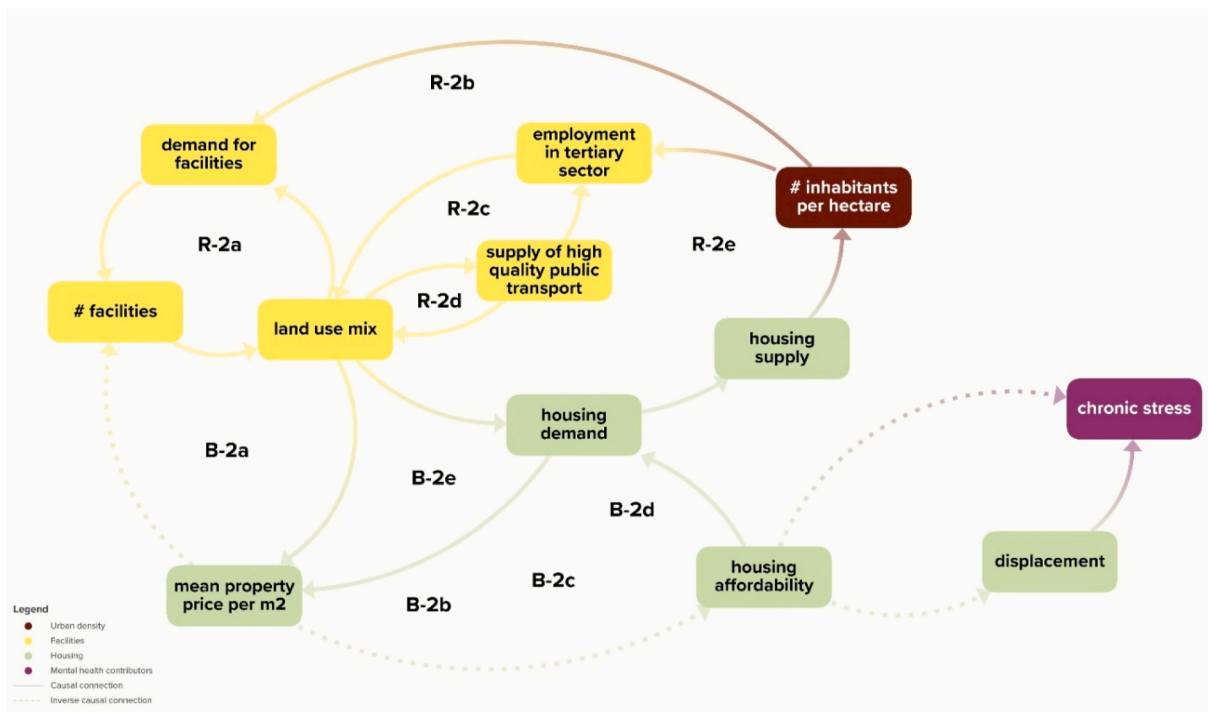 R-2b
demand for
facilities
employment
in tertiary
sector
# inhabitants
per hectare
R-2c
R-2a
R-2e
supply of high
quality public
transport
R-2d
# facilities
land use mix
housing
supply
chronic stress
housing
demand
B-2a
B-2e
B-2d
displacement
housing
affordability
B-2c
mean property
price per m2
B-2b
Legend
Urban density
Facilities
Housing
Mental health contributors
Causal connection
Inverse causal connection